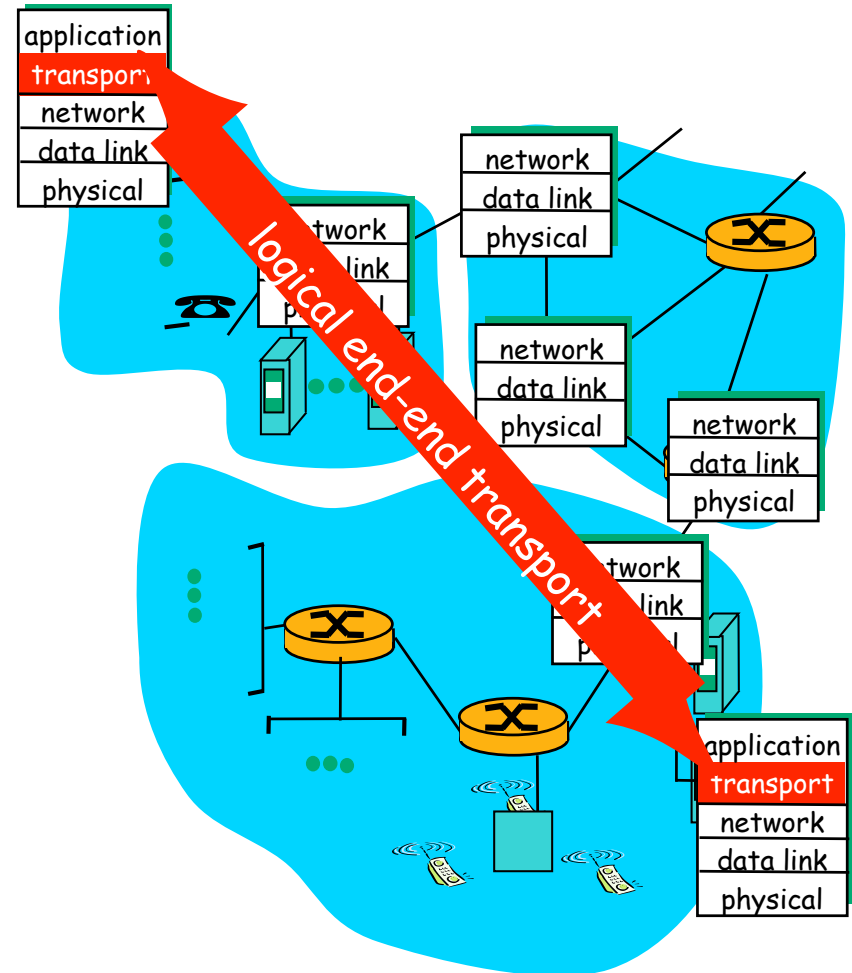 application
transport
network
data link
physical
network
data link
physical
network
link
logical end-end transport
network
data link
physical
network
data link
physical
network
link
application
transport
network
data link
physical